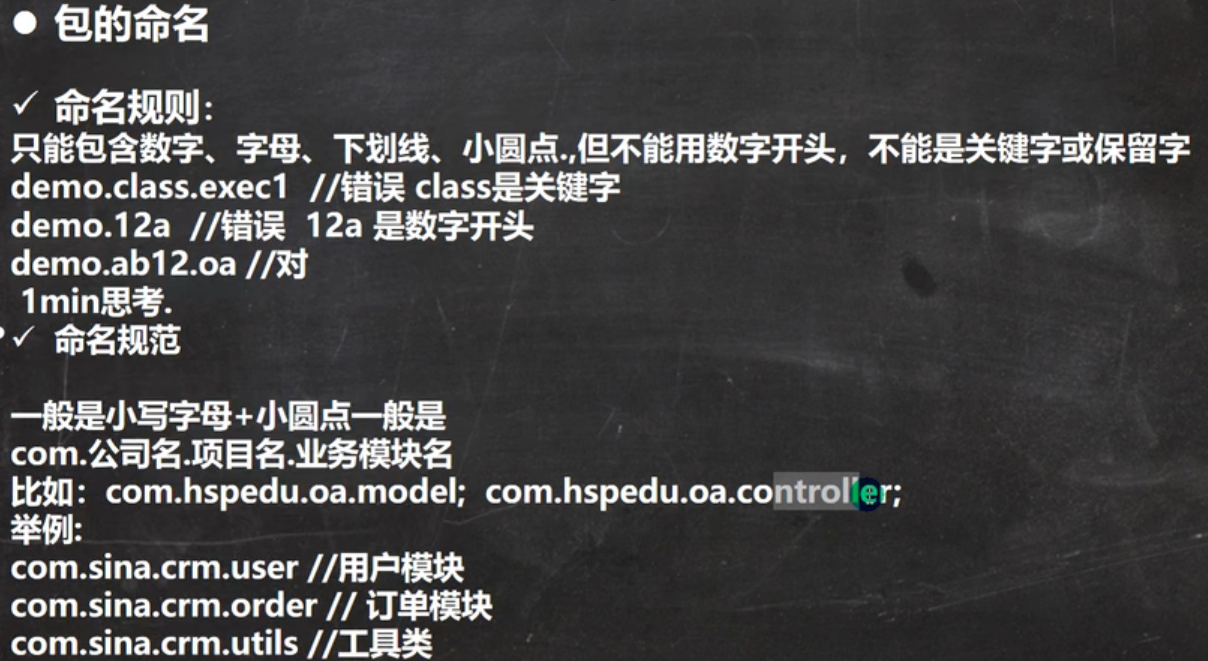 ● 包的命名
✓ 命名规则：
只能包含数字、字母、下划线、小圆点.,但不能用数字开头，不能是关键字或保留字
demo.class.exec1 //错误 class是关键字
demo.12a //错误 12a 是数字开头
demo.ab12.oa //对
1min思考.
✓ 命名规范
一般是小写字母+小圆点一般是
com.公司名.项目名.业务模块名
比如：com.hspedu.oa.model; com.hspedu.oa.controller;
举例:
com.sina.crm.user //用户模块
com.sina.crm.order // 订单模块
com.sina.crm.utils //工具类